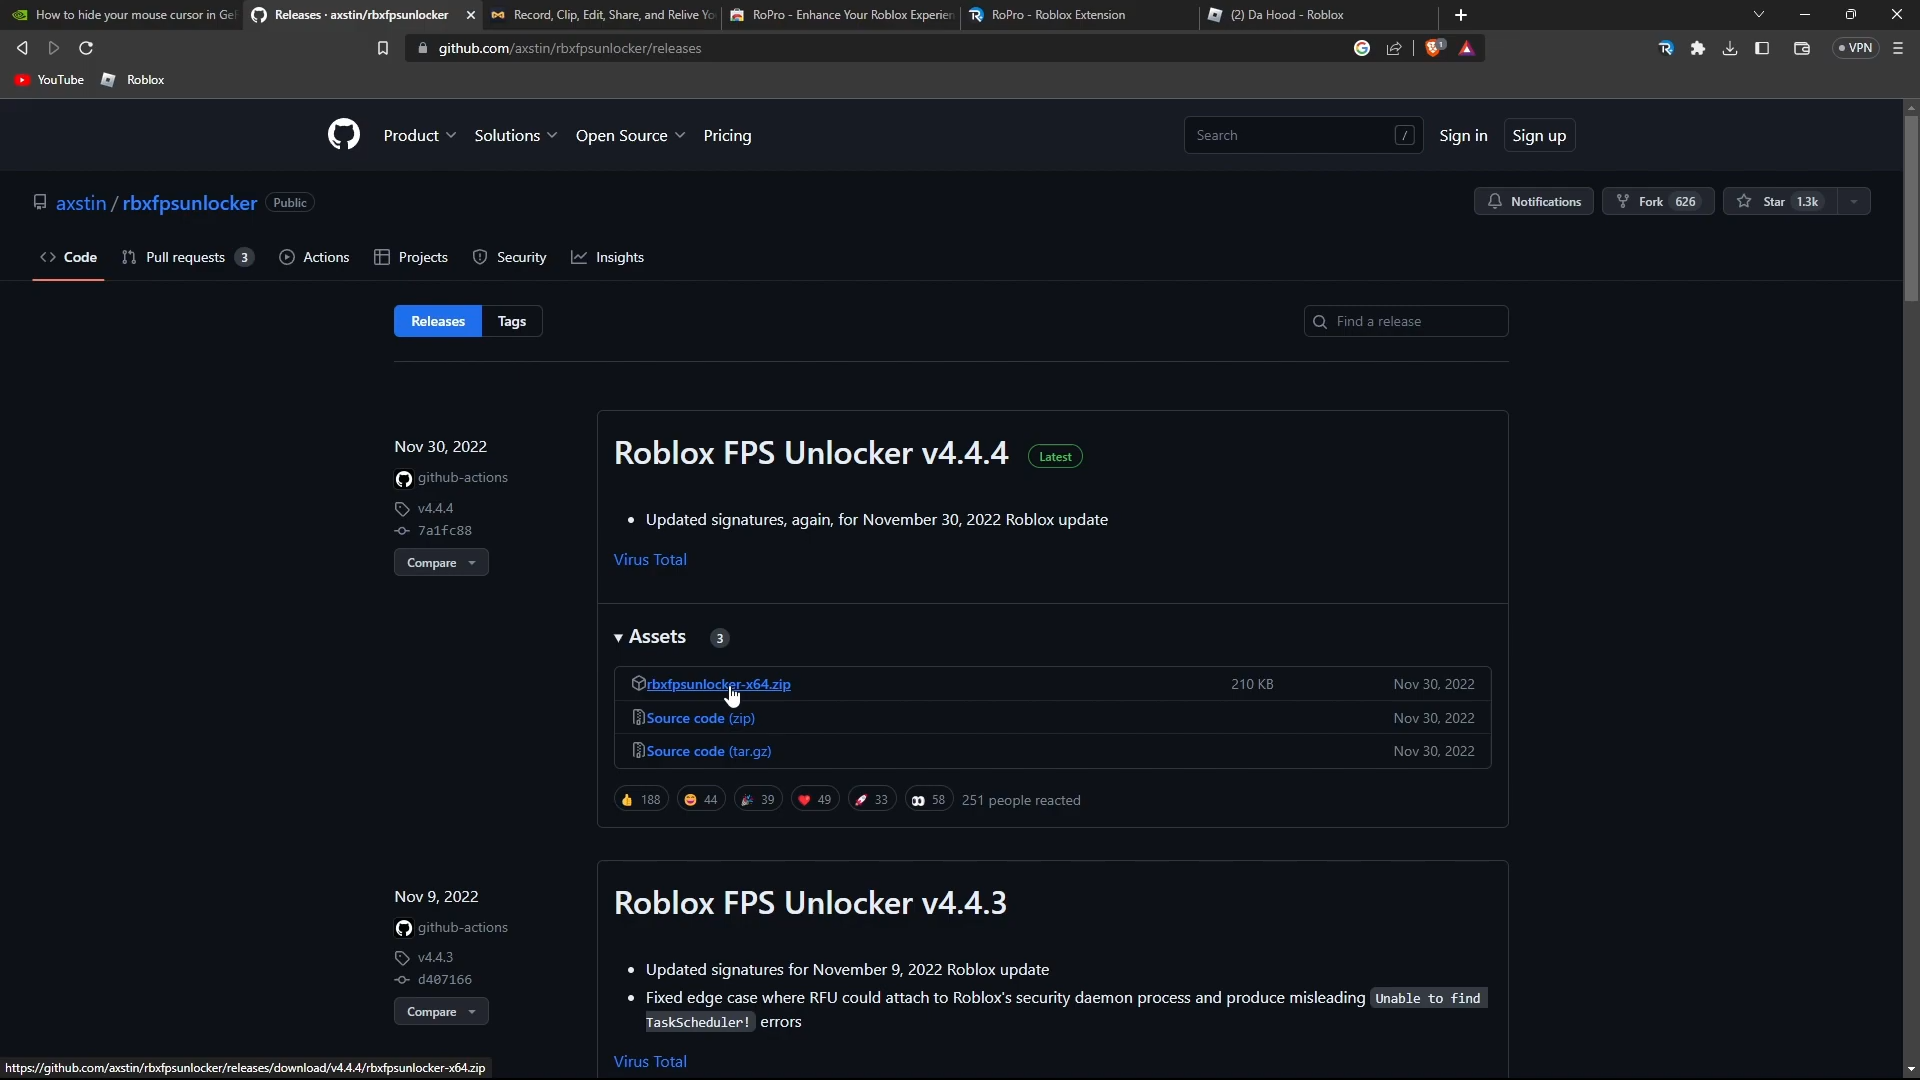 How to hide your mouse cursor in GeF
Releases · axstin/rbxfpsunlocker
Record, Clip, Edit, Share, and Relive Yo
RoPro - Enhance Your Roblox Experien
RoPro - Roblox Extension
(2) Da Hood - Roblox
github.com/axstin/rbxfpsunlocker/releases
1
VPN
YouTube
Roblox
Product
Solutions
Open Source
Pricing
Search
/
Sign in
Sign up
axstin / rbxfpsunlocker
Public
Notifications
Fork 626
Star 1.3k
Code
Pull requests 3
Actions
Projects
Security
Insights
Releases
Tags
Find a release
Nov 30, 2022
github-actions
v4.4.4
7a1fc88
Compare
Roblox FPS Unlocker v4.4.4
Latest
Updated signatures, again, for November 30, 2022 Roblox update
Virus Total
Assets 3
rbxfpsunlocker-x64.zip 210 KB Nov 30, 2022
Source code (zip) Nov 30, 2022
Source code (tar.gz) Nov 30, 2022
👍 188 😄 44 🎉 39 ❤️ 49 🚀 33 👀 58 251 people reacted
Nov 9, 2022
github-actions
v4.4.3
d407166
Compare
Roblox FPS Unlocker v4.4.3
Updated signatures for November 9, 2022 Roblox update
Fixed edge case where RFU could attach to Roblox's security daemon process and produce misleading Unable to find
TaskScheduler! errors
Virus Total
https://github.com/axstin/rbxfpsunlocker/releases/download/v4.4.4/rbxfpsunlocker-x64.zip